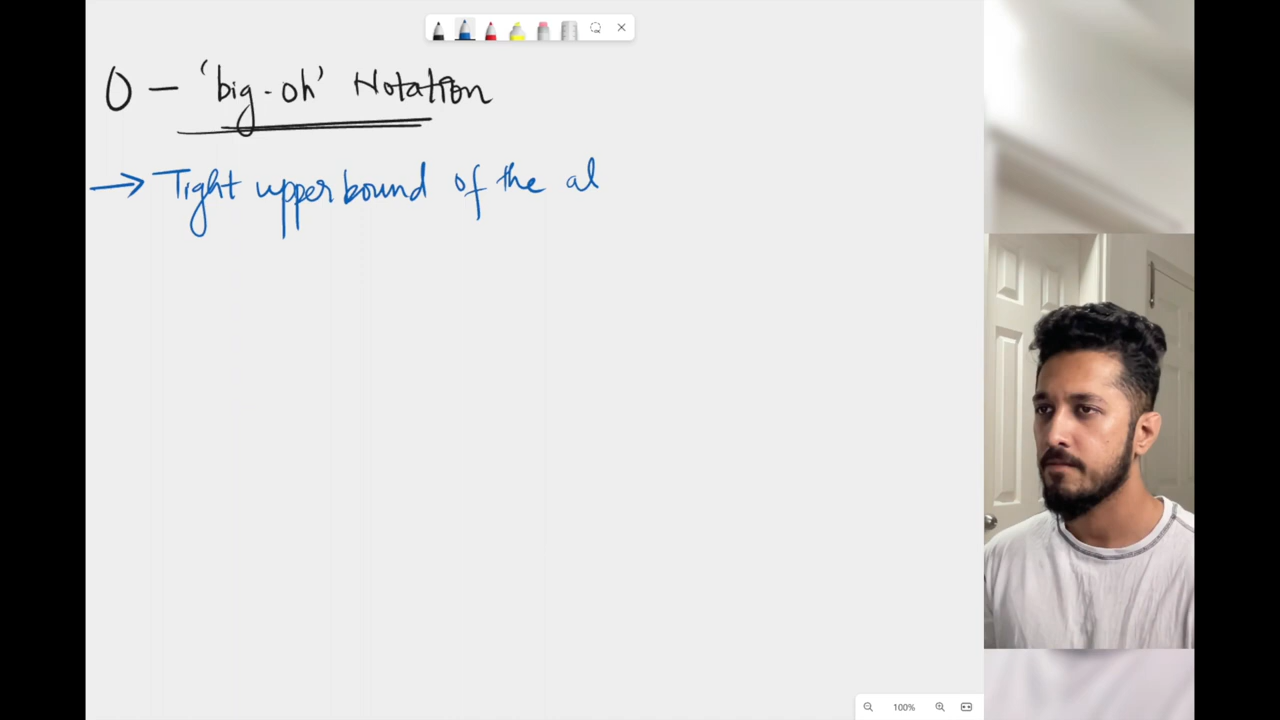 O - 'big-oh' Notation
→ Tight upper bound of the al
100%